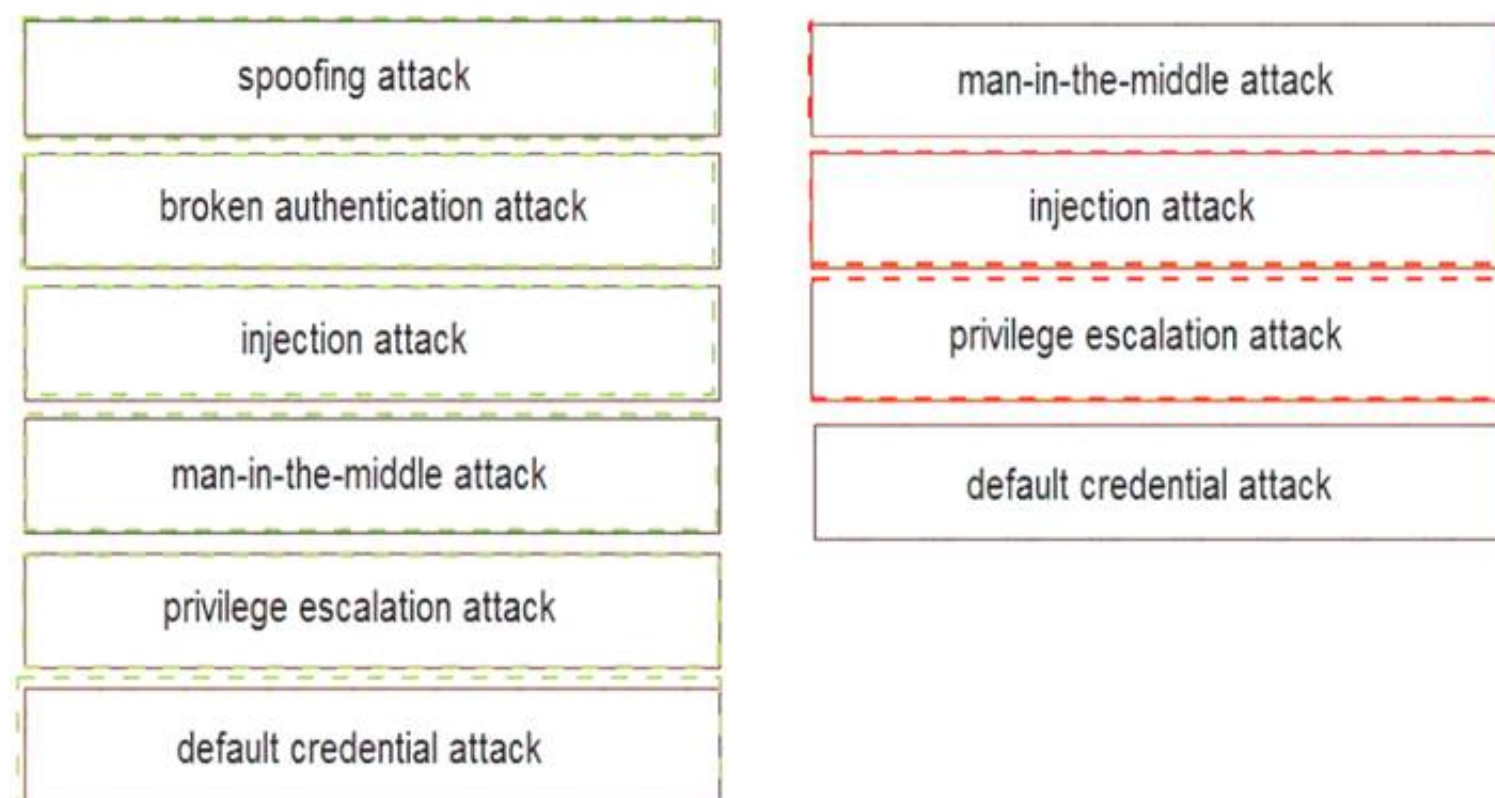 spoofing attack
broken authentication attack
injection attack
man-in-the-middle attack
privilege escalation attack
default credential attack
man-in-the-middle attack
injection attack
privilege escalation attack
default credential attack